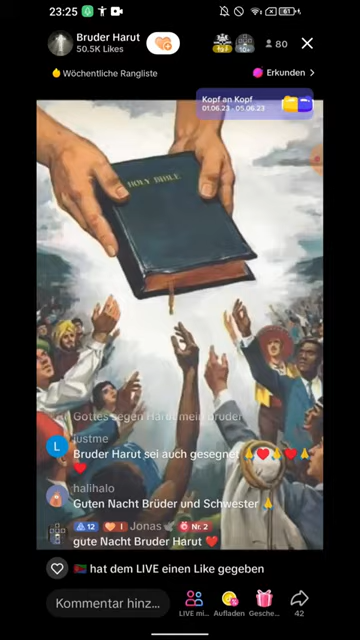 23:25
61
Bruder Harut
50.5K Likes
80
Wöchentliche Rangliste
Erkunden
Kopf an Kopf
01.06.23 - 05.06.23
HOLY BIBLE
Gottes segen Harut mein bruder
L
justme
Bruder Harut sei auch gesegnet 🙏❤️🙏❤️🙏
❤️
halihalo
Guten Nacht Brüder und Schwester 🙏
12 I Jonas 🕊 Nr. 2
gute Nacht Bruder Harut ❤️
🇪🇷 hat dem LIVE einen Like gegeben
Kommentar hinz...
LIVE mi...
Aufladen
Gesche...
42